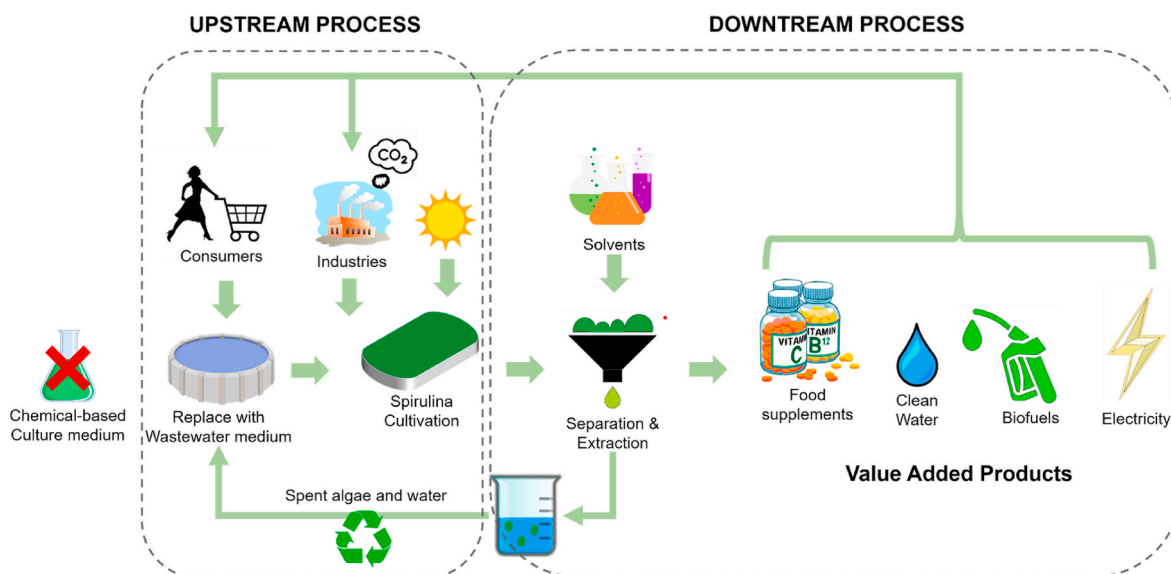 UPSTREAM PROCESS
DOWNTREAM PROCESS
CO₂
Consumers
Industries
Solvents
VITAMIN
C
VITAMIN
B12
Chemical-based
Culture medium
Replace with
Wastewater medium
Spirulina
Cultivation
Separation &
Extraction
Food
supplements
Clean
Water
Biofuels
Electricity
Value Added Products
Spent algae and water